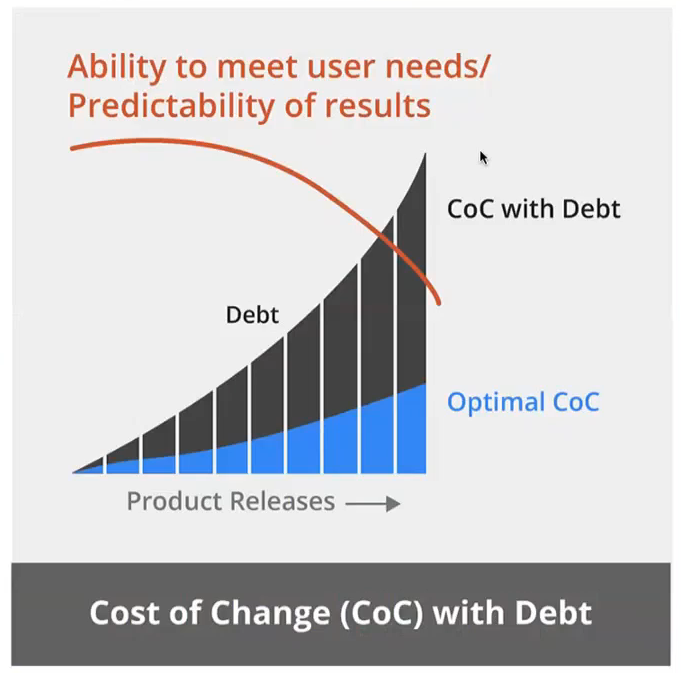 Ability to meet user needs/
Predictability of results
CoC with Debt
Debt
Optimal CoC
Product Releases
Cost of Change (CoC) with Debt